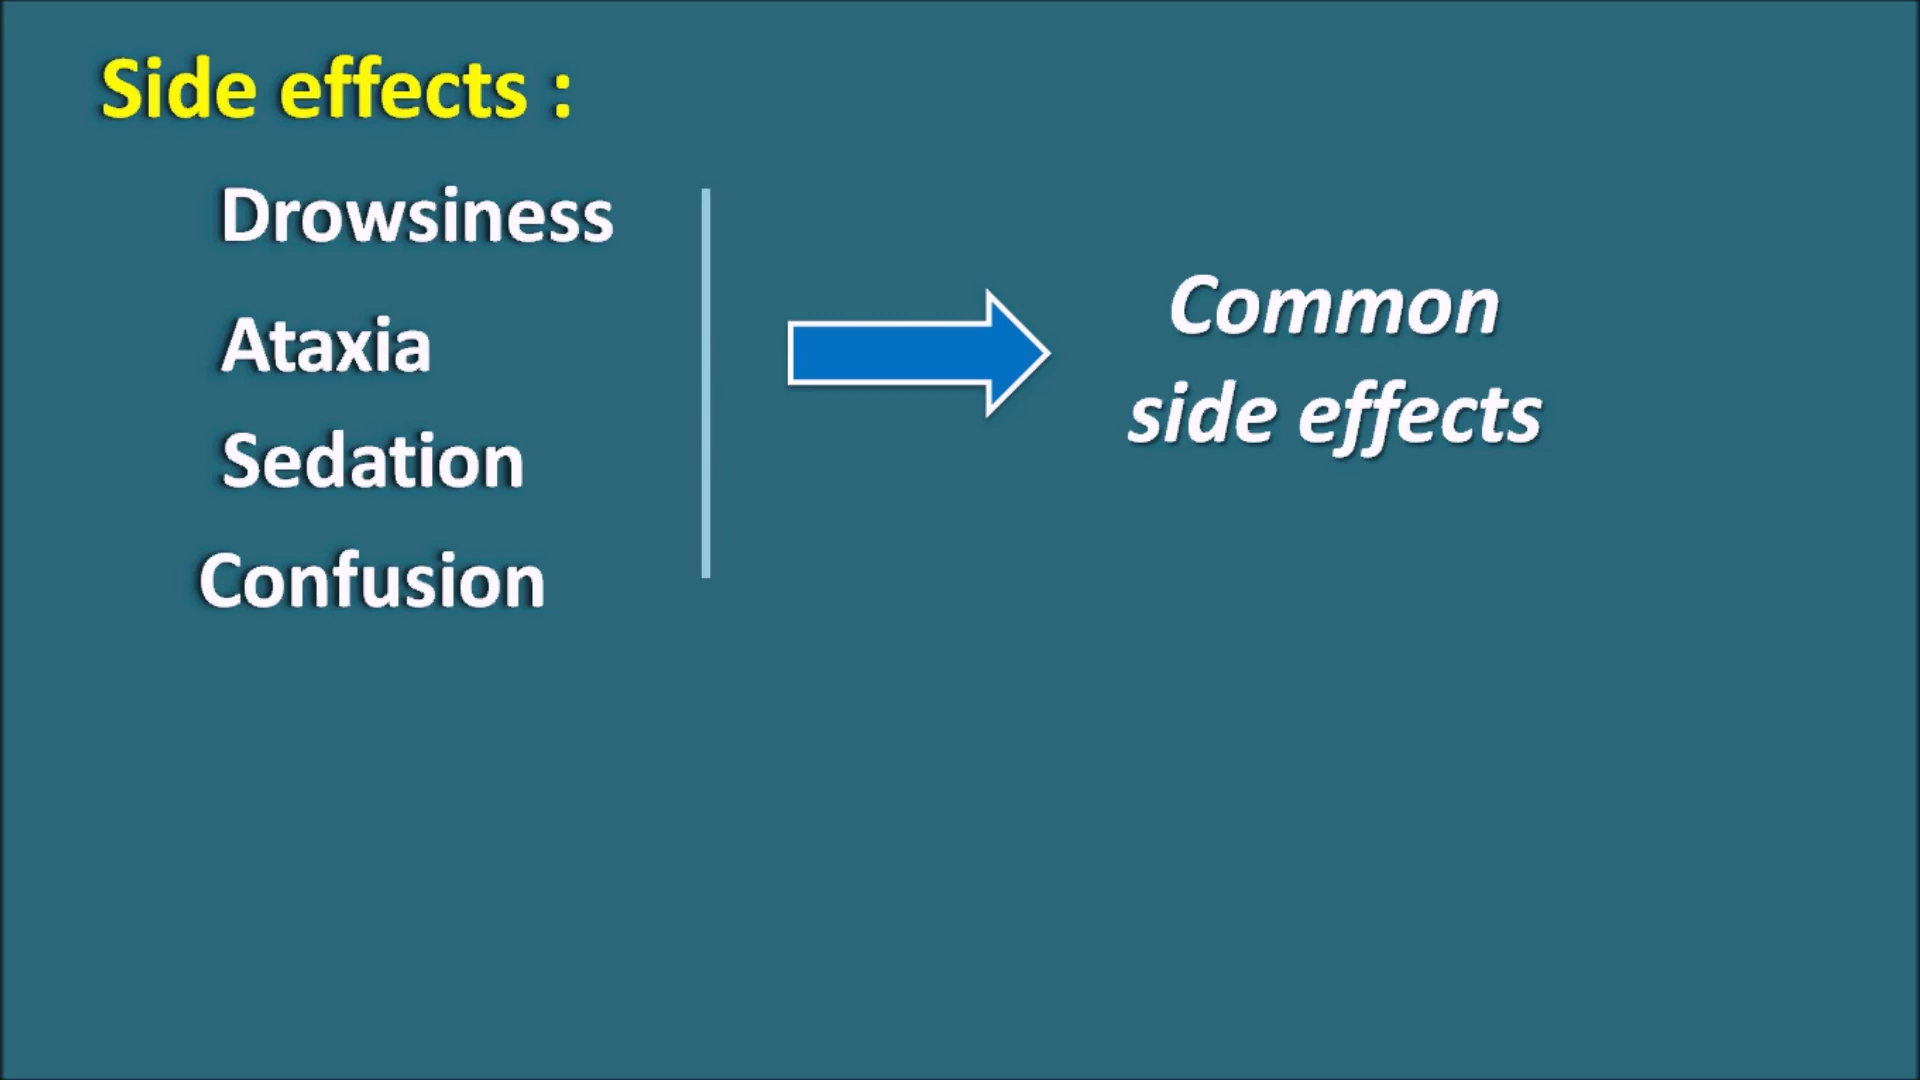 Side effects :
Drowsiness
Ataxia
Sedation
Confusion
Common
side effects